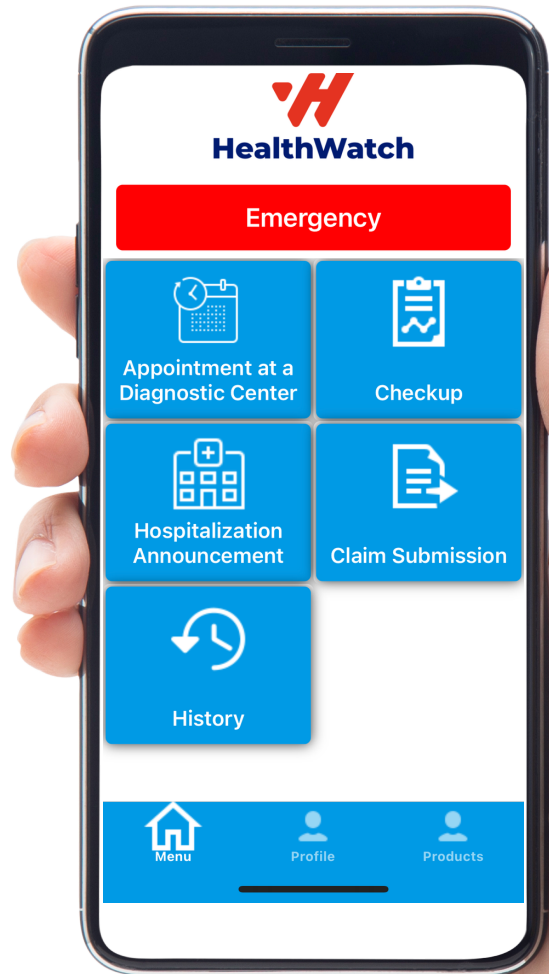 HealthWatch
Emergency
Appointment at a
Diagnostic Center
Checkup
Hospitalization
Announcement
Claim Submission
History
Menu
Profile
Products